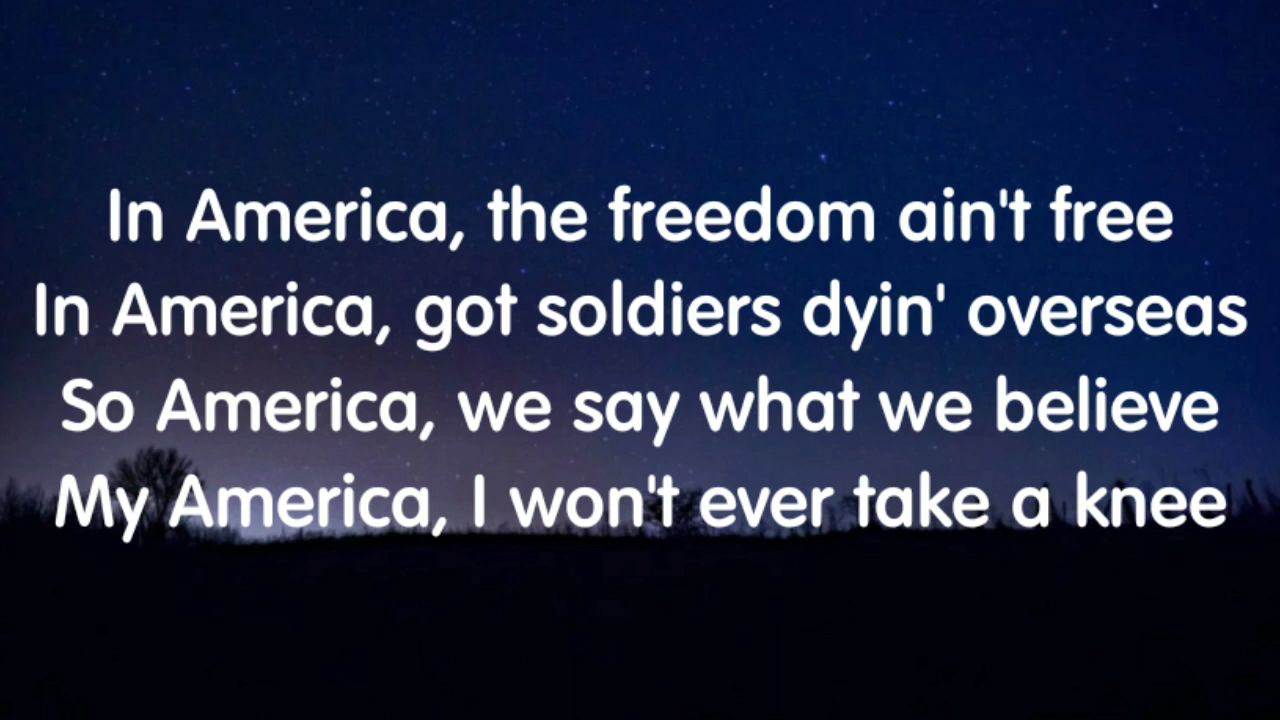 In America, the freedom ain't free
In America, got soldiers dyin' overseas
So America, we say what we believe
My America, I won't ever take a knee